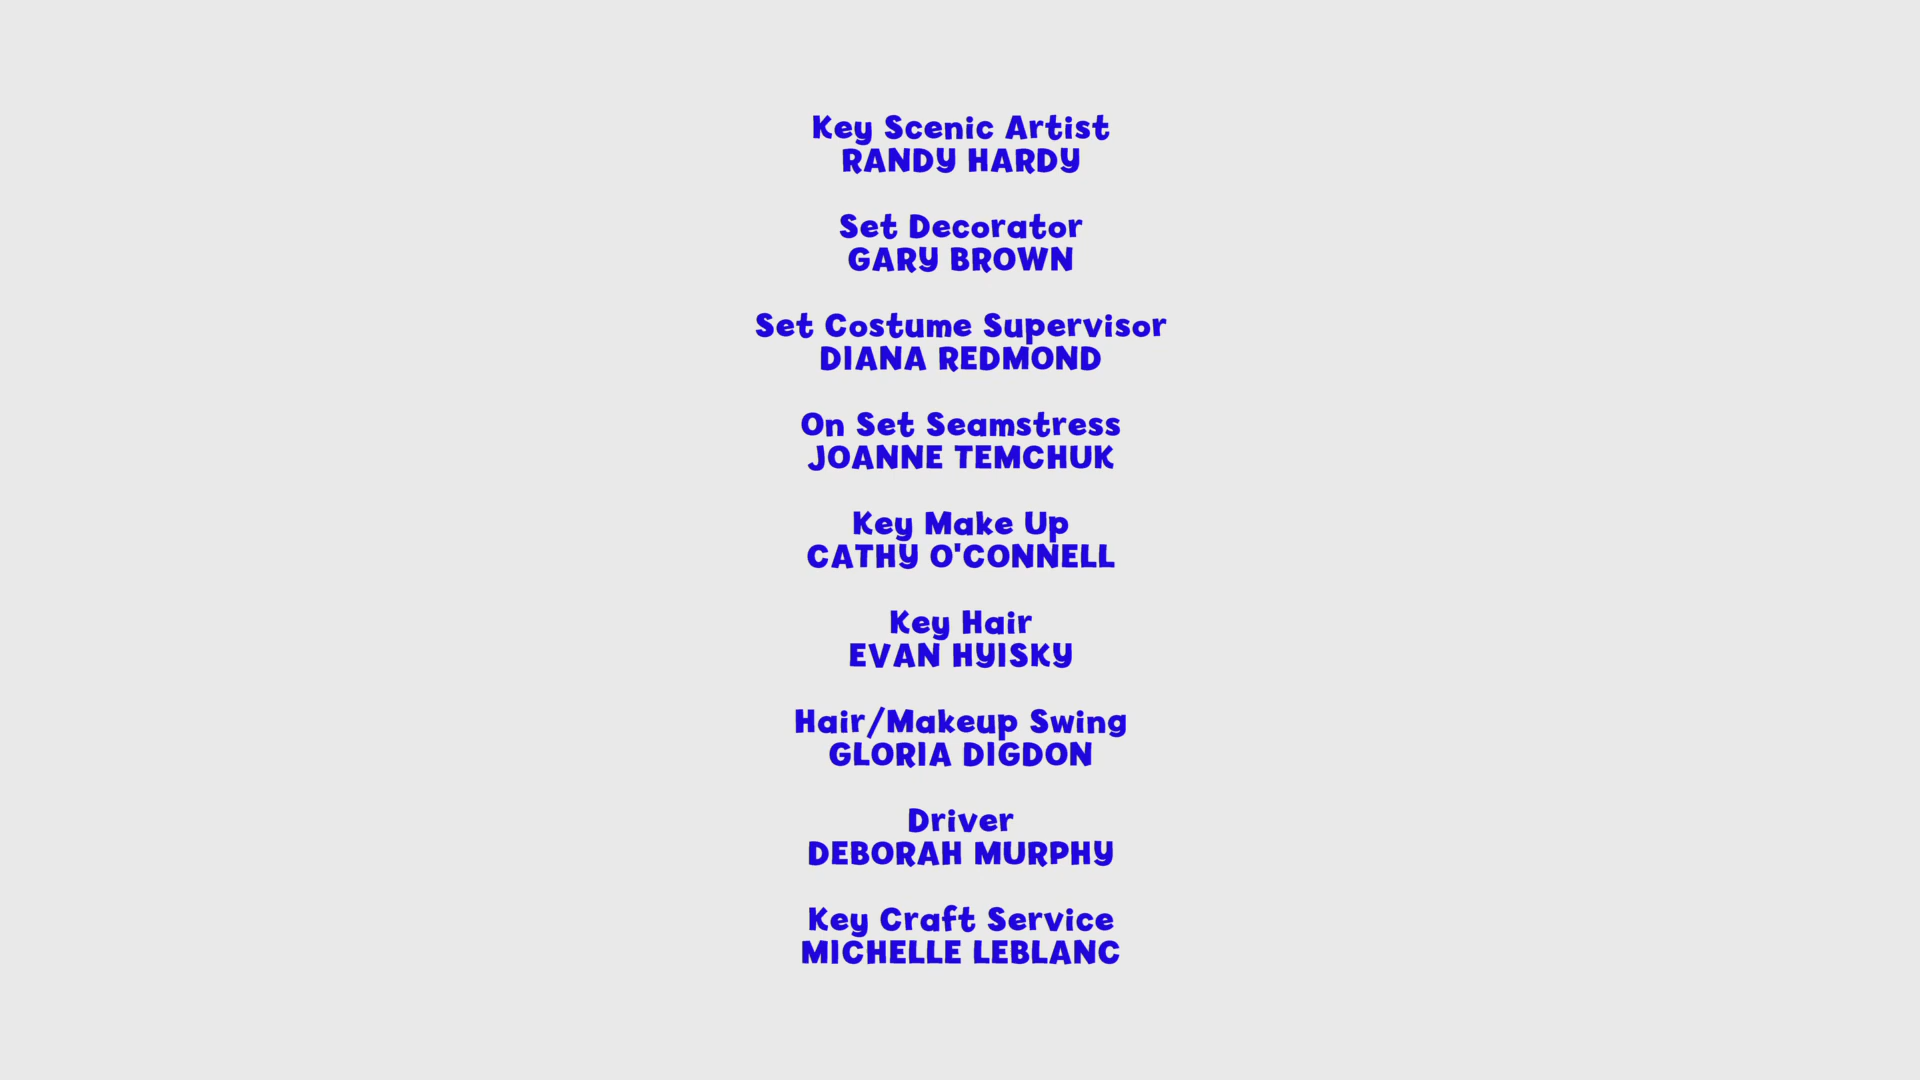 Key Scenic Artist
RANDY HARDY
Set Decorator
GARY BROWN
Set Costume Supervisor
DIANA REDMOND
On Set Seamstress
JOANNE TEMCHUK
Key Make Up
CATHY O'CONNELL
Key Hair
EVAN HYISKY
Hair/Makeup Swing
GLORIA DIGDON
Driver
DEBORAH MURPHY
Key Craft Service
MICHELLE LEBLANC